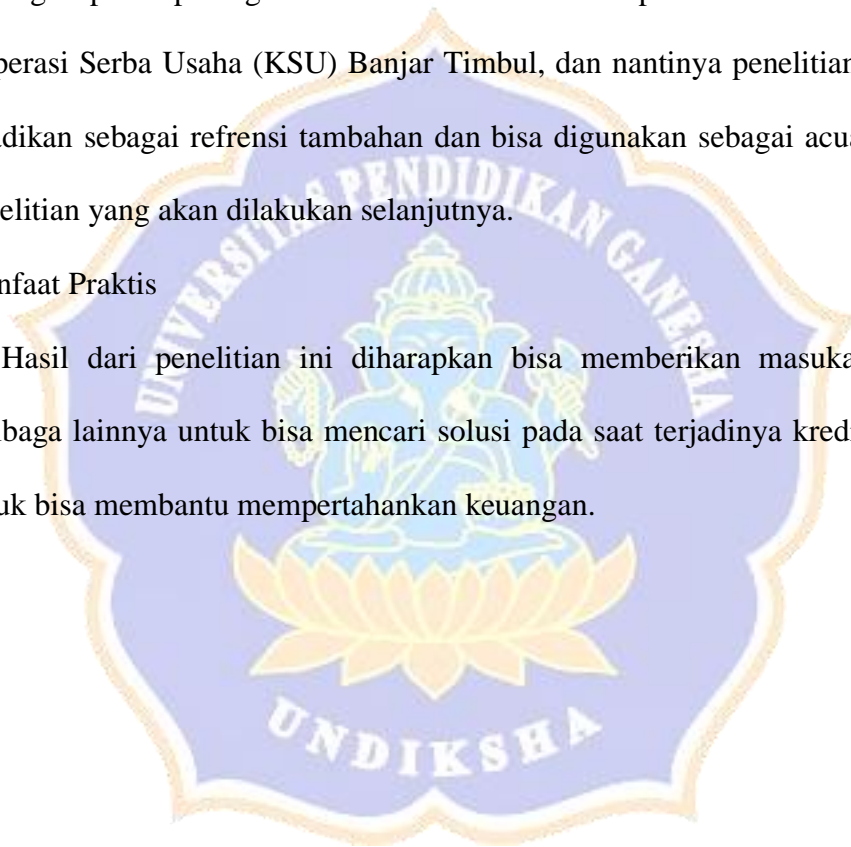 perasi Serba Usaha (KSU) Banjar Timbul, dan nantinya penelitian
adikan sebagai refrensi tambahan dan bisa digunakan sebagai acua
elitian yang akan dilakukan selanjutnya.
nfaat Praktis
Hasil dari penelitian ini diharapkan bisa memberikan masuka
baga lainnya untuk bisa mencari solusi pada saat terjadinya kred
uk bisa membantu mempertahankan keuangan.
UNIVERSITAS PENDIDIKAN GANESHA
UNDIKSHA